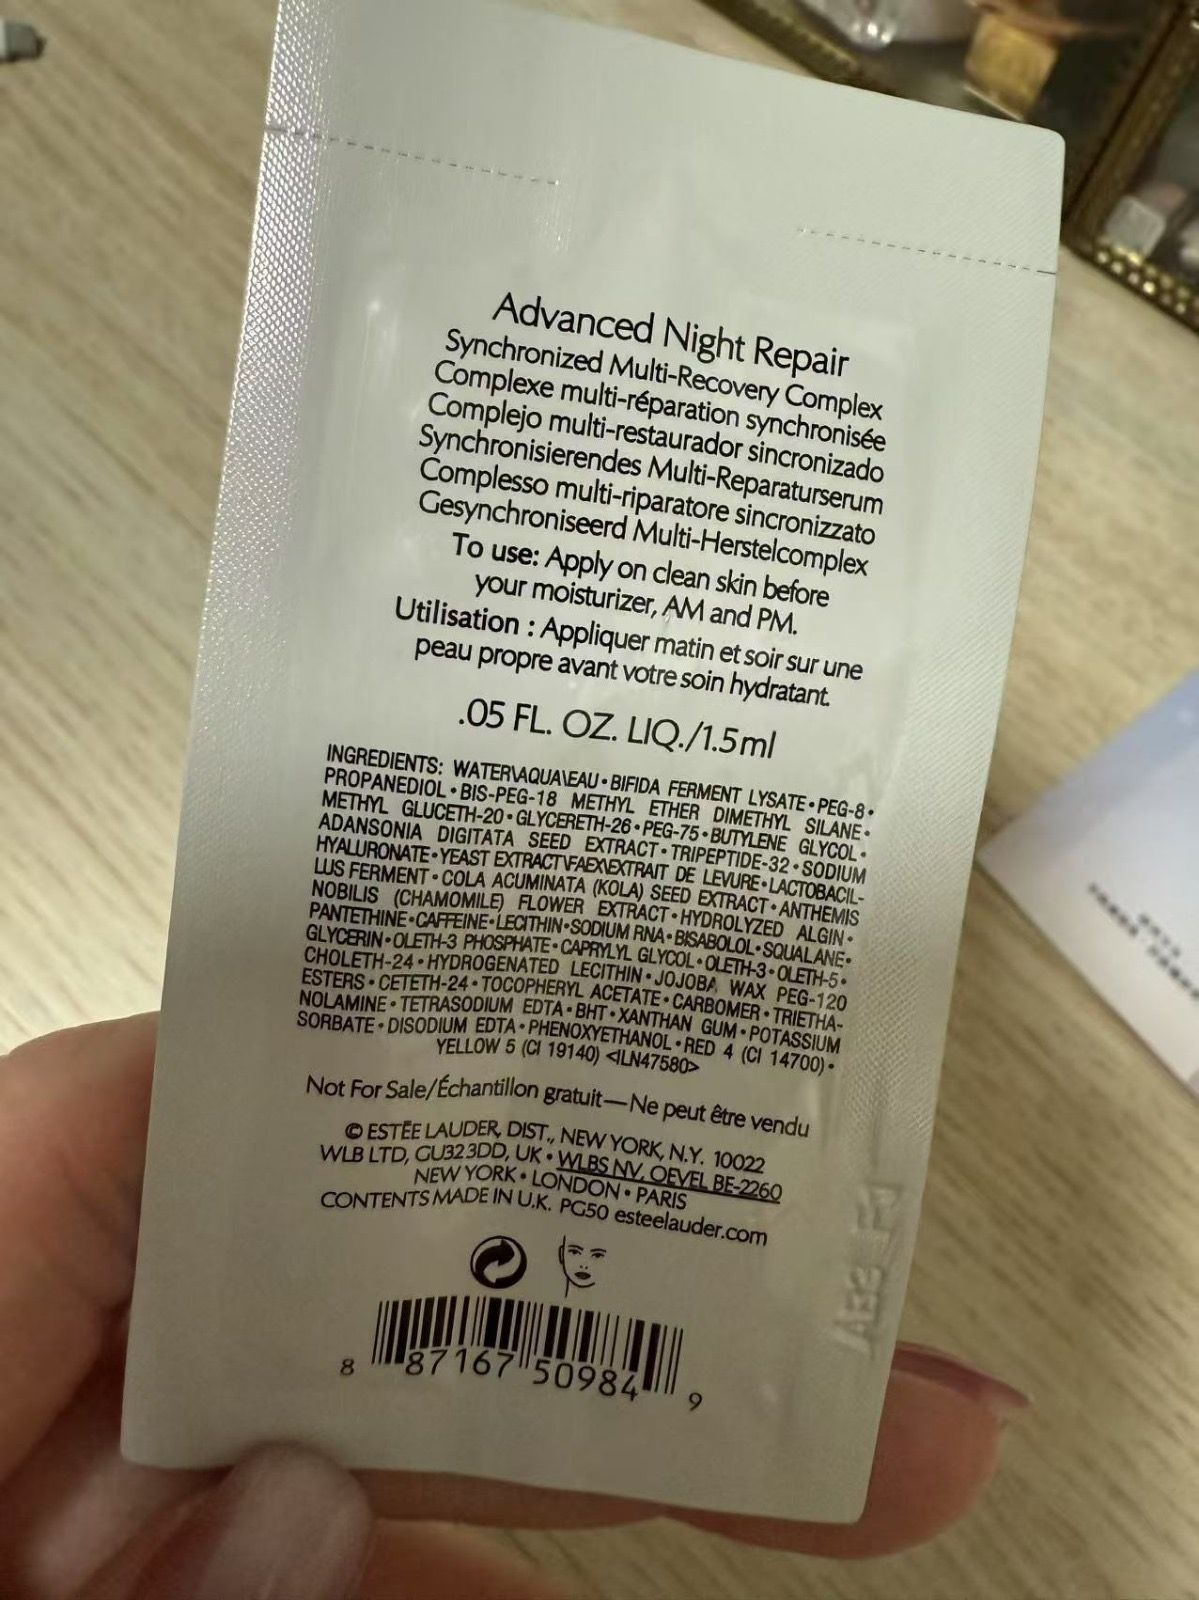 Advanced Night Repair
Synchronized Multi-Recovery Complex
Complexe multi-réparation synchronisée
Complejo multi-restaurador sincronizado
Synchronisierendes Multi-Reparaturserum
Complesso multi-riparatore sincronizzato
Gesynchroniseerd Multi-Herstelcomplex
To use: Apply on clean skin before
your moisturizer, AM and PM.
Utilisation : Appliquer matin et soir sur une
peau propre avant votre soin hydratant.
.05 FL. OZ. LIQ./1.5ml
INGREDIENTS: WATER\AQUA\EAU • BIFIDA FERMENT LYSATE • PEG-8 •
PROPANEDIOL • BIS-PEG-18 METHYL ETHER DIMETHYL SILANE •
METHYL GLUCETH-20 • GLYCERETH-26 • PEG-75 • BUTYLENE GLYCOL •
ADANSONIA DIGITATA SEED EXTRACT • TRIPEPTIDE-32 • SODIUM
HYALURONATE • YEAST EXTRACT\FAEX\EXTRAIT DE LEVURE • LACTOBACIL-
LUS FERMENT • COLA ACUMINATA (KOLA) SEED EXTRACT • ANTHEMIS
NOBILIS (CHAMOMILE) FLOWER EXTRACT • HYDROLYZED ALGIN •
PANTETHINE • CAFFEINE • LECITHIN • SODIUM RNA • BISABOLOL • SQUALANE •
GLYCERIN • OLETH-3 PHOSPHATE • CAPRYLYL GLYCOL • OLETH-3 • OLETH-5 •
CHOLETH-24 • HYDROGENATED LECITHIN • JOJOBA WAX PEG-120
ESTERS • CETETH-24 • TOCOPHERYL ACETATE • CARBOMER • TRIETHA-
NOLAMINE • TETRASODIUM EDTA • BHT • XANTHAN GUM • POTASSIUM
SORBATE • DISODIUM EDTA • PHENOXYETHANOL • RED 4 (CI 14700) •
YELLOW 5 (CI 19140) <ILN47580>
Not For Sale/Échantillon gratuit—Ne peut être vendu
© ESTĒE LAUDER, DIST., NEW YORK, N.Y. 10022
WLB LTD, GU32 3DD, UK • WLBS NV, OEVEL BE-2260
NEW YORK • LONDON • PARIS
CONTENTS MADE IN U.K. PG50 esteelauder.com
8 87167 50984 9